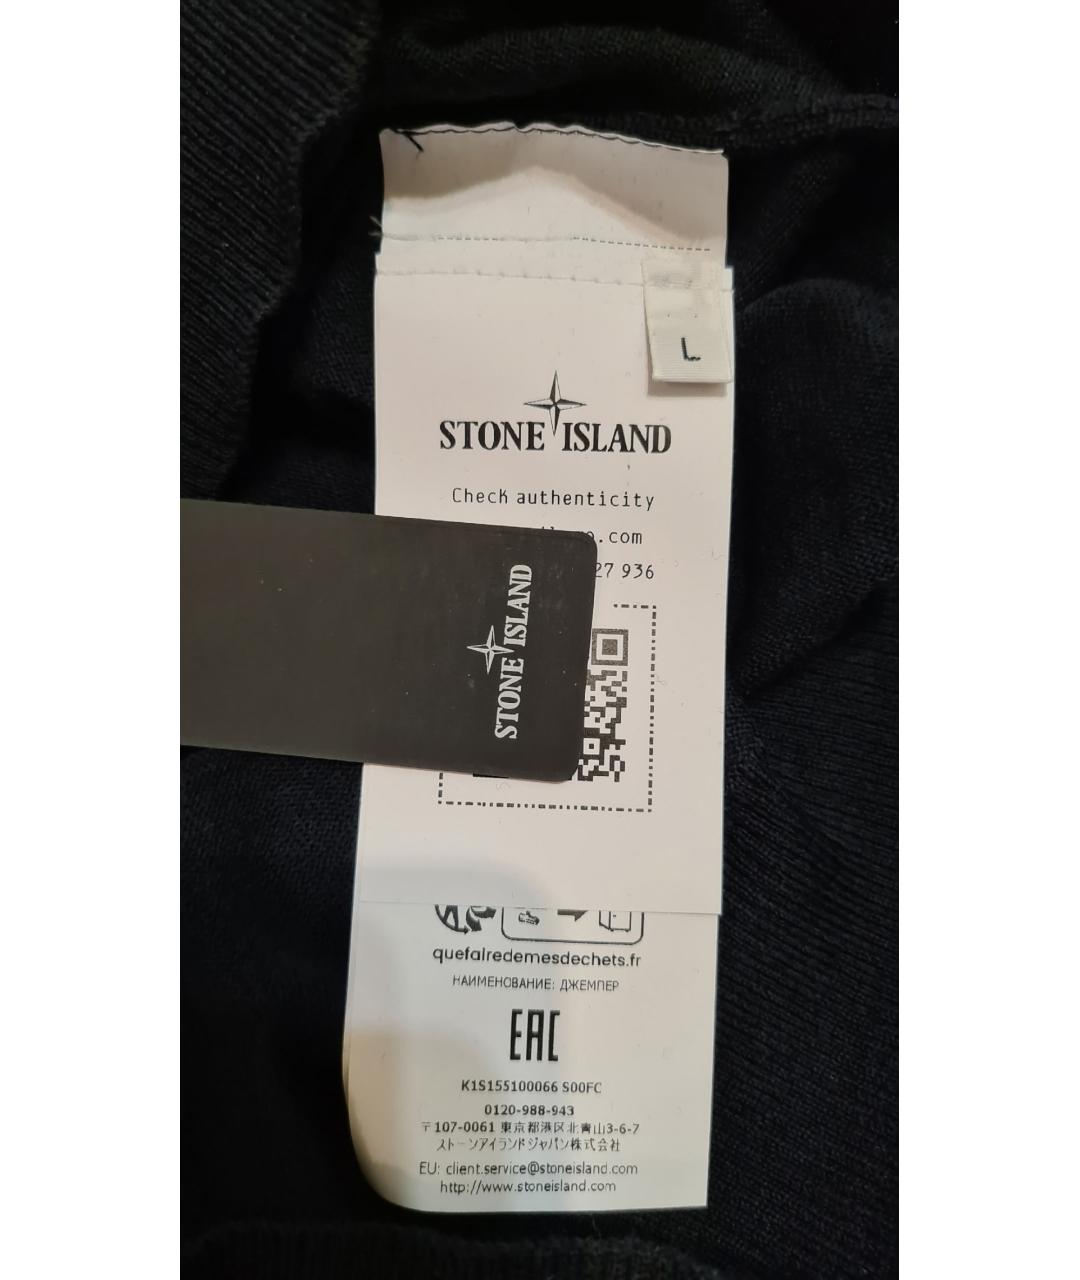 L
STONE ISLAND
Check authenticity
.com
27 936
STONE ISLAND
quefairedemesdechets.fr
НАИМЕНОВАНИЕ: ДЖЕМПЕР
EAC
K1S155100066 S00FC
0120-988-943
〒107-0061 東京都港区北青山3-6-7
ストーンアイランドジャパン株式会社
EU: client.service@stoneisland.com
http://www.stoneisland.com